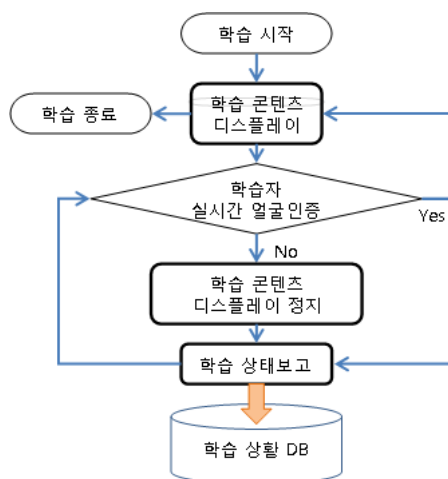 학습 시작
학습 종료
학습 콘텐츠
디스플레이
학습자
실시간 얼굴인증
Yes
No
학습 콘텐츠
디스플레이 정지
학습 상태보고
학습 상황 DB